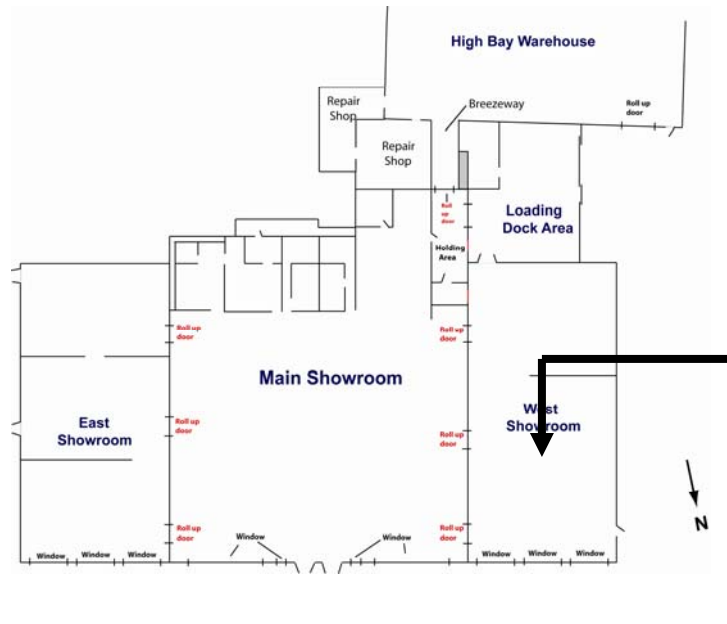 High Bay Warehouse
Repair
Shop
Breezeway
Roll up
door
Repair
Shop
Roll
up
door
Loading
Dock Area
Holding
Area
Roll up
door
Roll up
door
Main Showroom
East
Showroom
Roll up
door
West
Showroom
Roll up
door
N
Roll up
door
Roll up
door
Window
Window
Window
Window
Window
Window
Window
Window